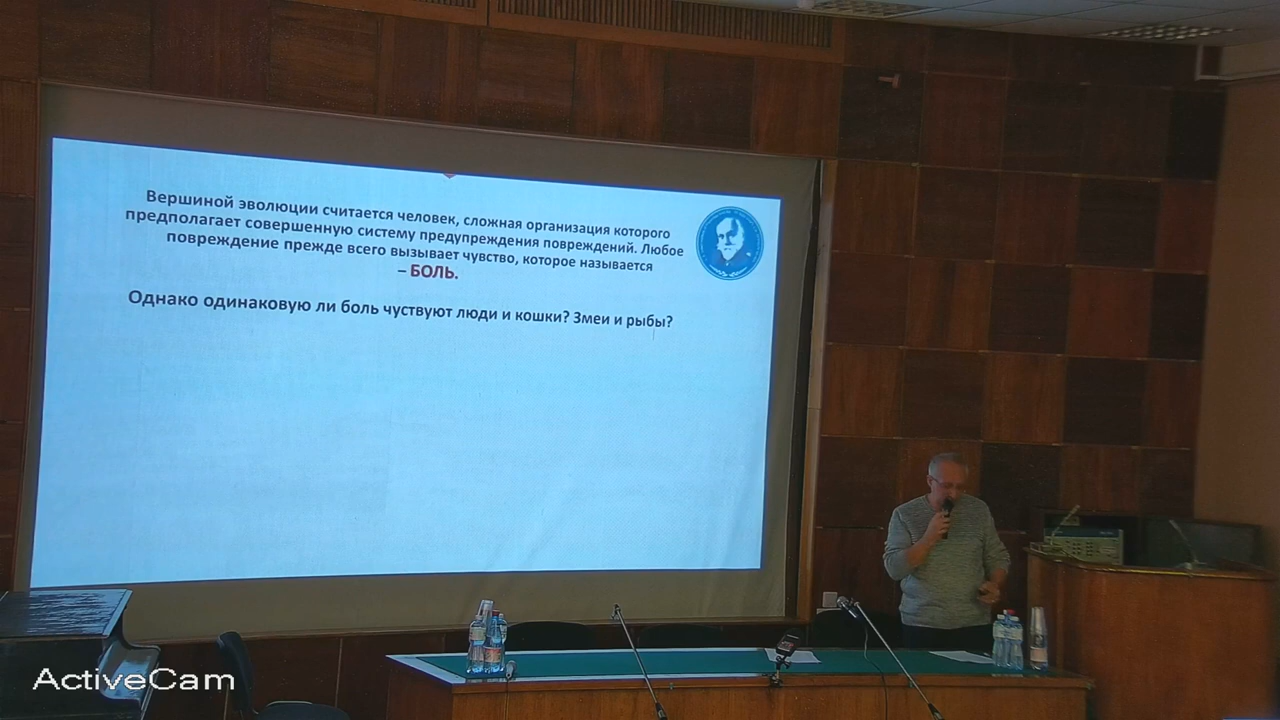 Вершиной эволюции считается человек, сложная организация которого
предполагает совершенную систему предупреждения повреждений. Любое
повреждение прежде всего вызывает чувство, которое называется
– БОЛЬ.
Однако одинаковую ли боль чуствуют люди и кошки? Змеи и рыбы?
ActiveCam